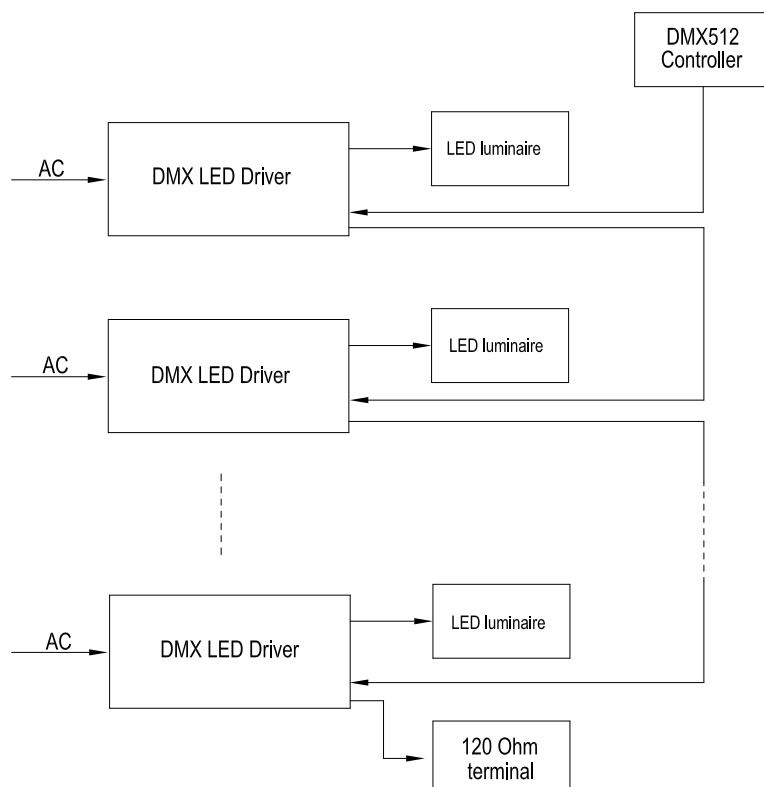 DMX512
Controller
AC
DMX LED Driver
LED luminaire
AC
DMX LED Driver
LED luminaire
AC
DMX LED Driver
LED luminaire
120 Ohm
terminal